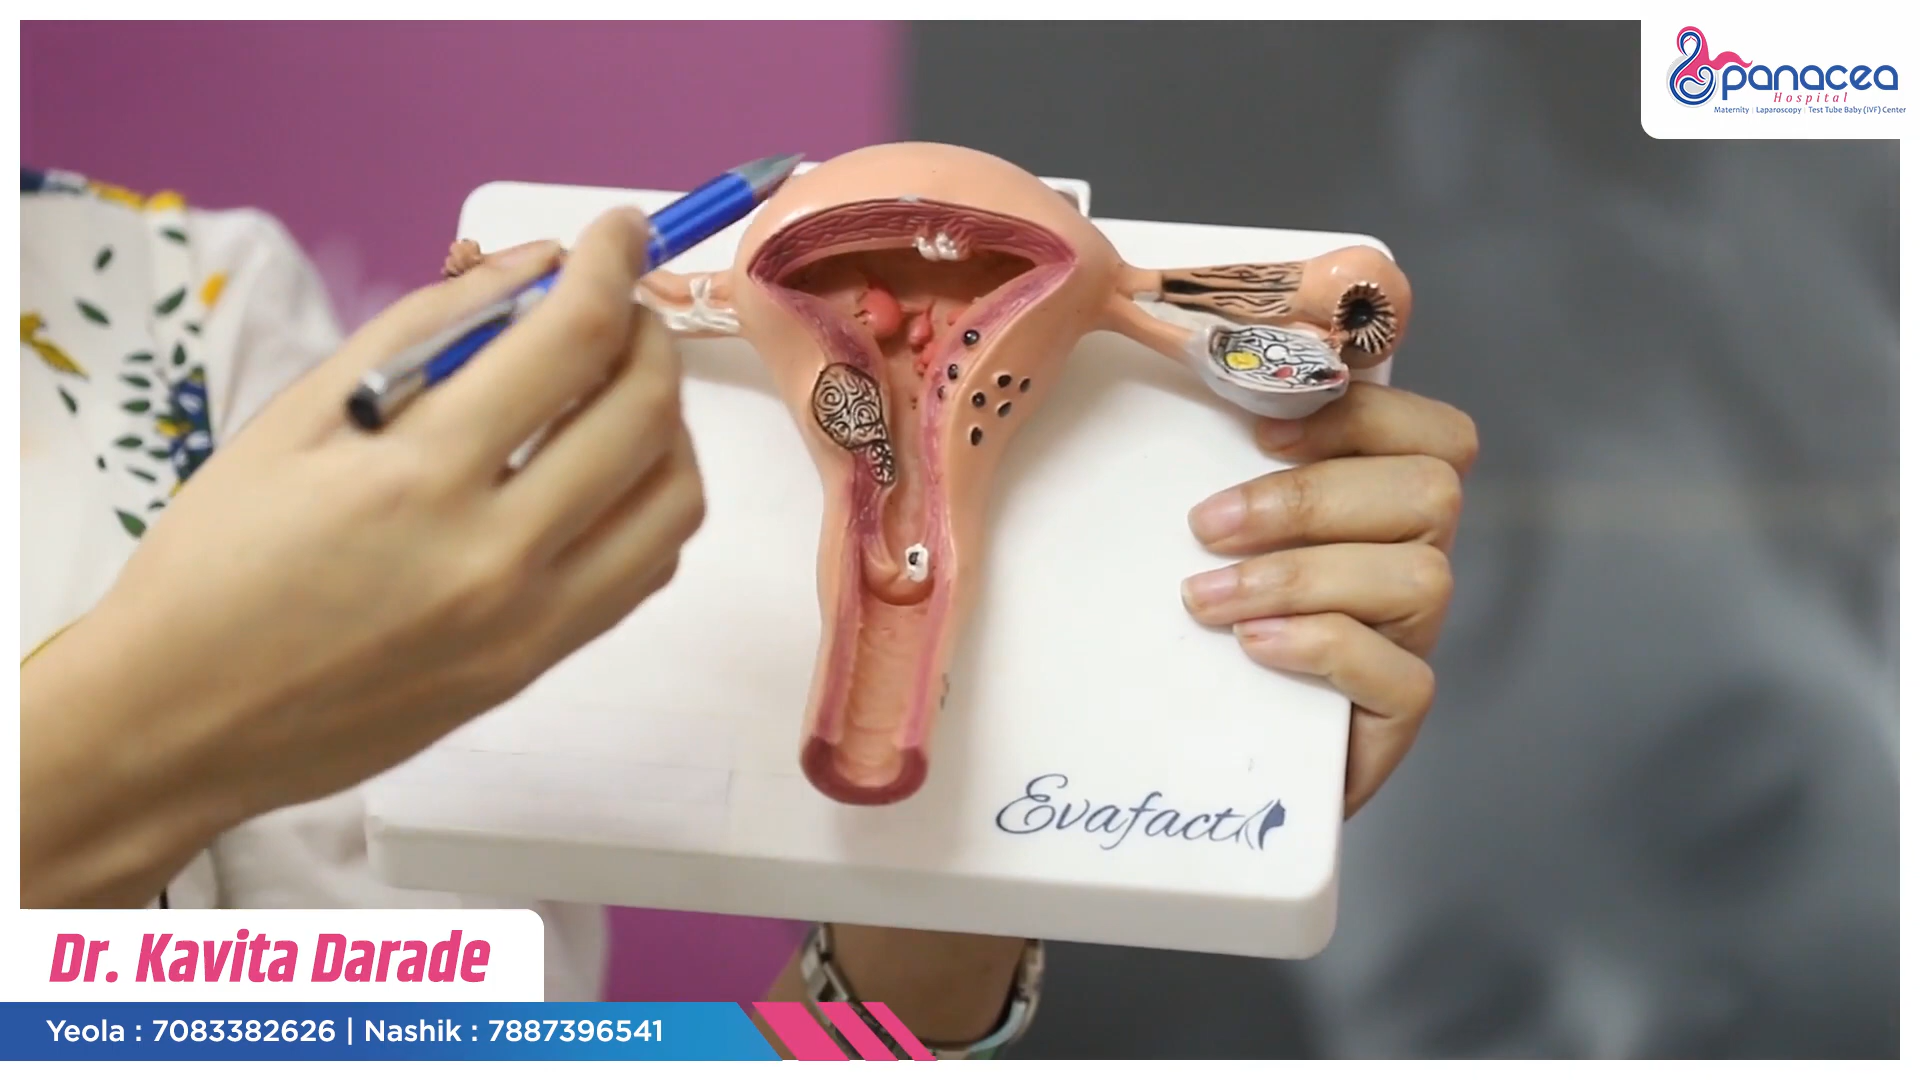 panacea
Hospital
Maternity | Laparoscopy | Test Tube Baby (IVF) Center
Evafact
Dr. Kavita Darade
Yeola : 7083382626 | Nashik : 7887396541